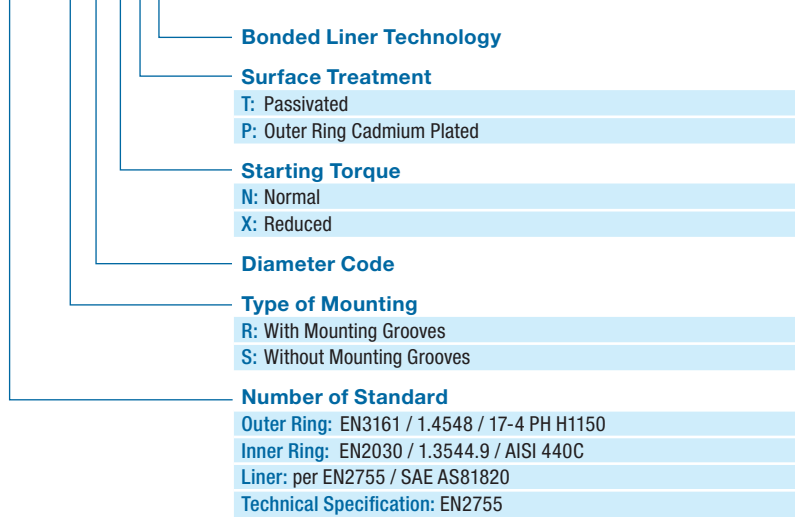 Bonded Liner Technology
Surface Treatment
T: Passivated
P: Outer Ring Cadmium Plated
Starting Torque
N: Normal
X: Reduced
Diameter Code
Type of Mounting
R: With Mounting Grooves
S: Without Mounting Grooves
Number of Standard
Outer Ring: EN3161 / 1.4548 / 17-4 PH H1150
Inner Ring: EN2030 / 1.3544.9 / AISI 440C
Liner: per EN2755 / SAE AS81820
Technical Specification: EN2755